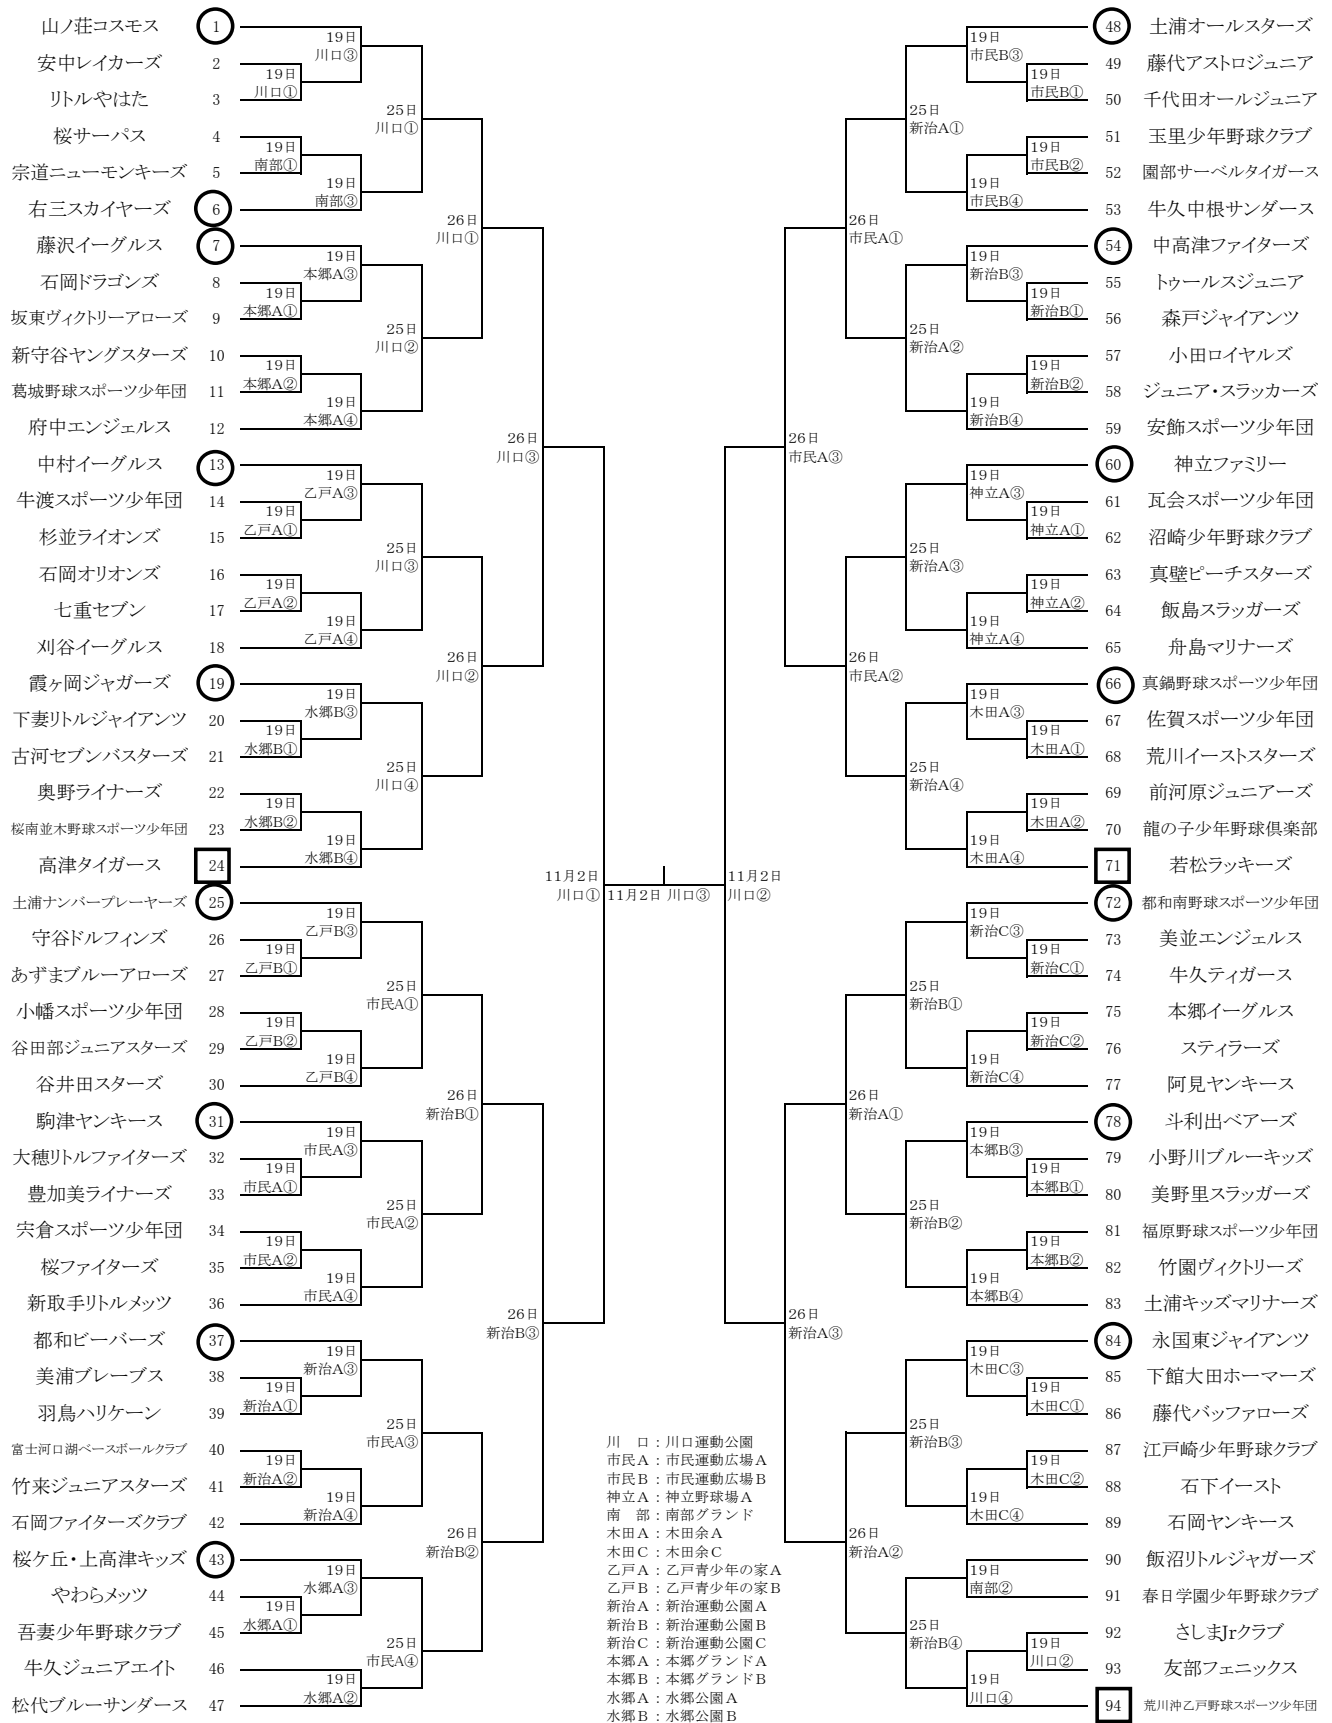 山ノ荘コスモス 1
安中レイカーズ 2
リトルやはた 3
桜サーパス 4
宗道ニューモンキーズ 5
右三スカイヤーズ 6
藤沢イーグルス 7
石岡ドラゴンズ 8
坂東ヴィクトリーアローズ 9
新守谷ヤングスターズ 10
葛城野球スポーツ少年団 11
府中エンジェルス 12
中村イーグルス 13
牛渡スポーツ少年団 14
杉並ライオンズ 15
石岡オリオンズ 16
七重セブン 17
刈谷イーグルス 18
霞ヶ岡ジャガーズ 19
下妻リトルジャイアンツ 20
古河セブンバスターズ 21
奥野ライナーズ 22
桜南並木野球スポーツ少年団 23
高津タイガース 24
土浦ナンバープレーヤーズ 25
守谷ドルフィンズ 26
あずまブルーアローズ 27
小幡スポーツ少年団 28
谷田部ジュニアスターズ 29
谷井田スターズ 30
駒津ヤンキース 31
大穂リトルファイターズ 32
豊加美ライナーズ 33
宍倉スポーツ少年団 34
桜ファイターズ 35
新取手リトルメッツ 36
都和ビーバーズ 37
美浦ブレーブス 38
羽鳥ハリケーン 39
富士河口湖ベースボールクラブ 40
竹来ジュニアスターズ 41
石岡ファイターズクラブ 42
桜ケ丘・上高津キッズ 43
やわらメッツ 44
吾妻少年野球クラブ 45
牛久ジュニアエイト 46
松代ブルーサンダース 47
19日
川口③
19日
川口①
19日
南部①
19日
南部③
19日
本郷A③
19日
本郷A①
19日
本郷A②
19日
本郷A④
19日
乙戸A③
19日
乙戸A①
19日
乙戸A②
19日
乙戸A④
19日
水郷B③
19日
水郷B①
19日
水郷B②
19日
水郷B④
19日
乙戸B③
19日
乙戸B①
19日
乙戸B②
19日
乙戸B④
19日
市民A③
19日
市民A①
19日
市民A②
19日
市民A④
19日
新治A③
19日
新治A①
19日
新治A②
19日
新治A④
19日
水郷A③
19日
水郷A①
19日
水郷A②
25日
川口①
25日
川口②
25日
川口③
25日
川口④
25日
市民A①
25日
市民A②
25日
市民A③
25日
市民A④
26日
川口①
26日
川口②
26日
新治B①
26日
新治B②
26日
川口③
26日
新治B③
11月2日
川口①
11月2日 川口③
11月2日
川口②
26日
市民A③
26日
新治A③
26日
市民A①
26日
市民A②
26日
新治A①
26日
新治A②
25日
新治A①
25日
新治A②
25日
新治A③
25日
新治A④
25日
新治B①
25日
新治B②
25日
新治B③
25日
新治B④
19日
市民B③
19日
市民B①
19日
市民B②
19日
市民B④
19日
新治B③
19日
新治B①
19日
新治B②
19日
新治B④
19日
神立A③
19日
神立A①
19日
神立A②
19日
神立A④
19日
木田A③
19日
木田A①
19日
木田A②
19日
木田A④
19日
新治C③
19日
新治C①
19日
新治C②
19日
新治C④
19日
本郷B③
19日
本郷B①
19日
本郷B②
19日
本郷B④
19日
木田C③
19日
木田C①
19日
木田C②
19日
木田C④
19日
南部②
19日
川口②
19日
川口④
48 土浦オールスターズ
49 藤代アストロジュニア
50 千代田オールジュニア
51 玉里少年野球クラブ
52 園部サーベルタイガース
53 牛久中根サンダース
54 中高津ファイターズ
55 トゥールスジュニア
56 森戸ジャイアンツ
57 小田ロイヤルズ
58 ジュニア・スラッカーズ
59 安飾スポーツ少年団
60 神立ファミリー
61 瓦会スポーツ少年団
62 沼崎少年野球クラブ
63 真壁ピーチスターズ
64 飯島スラッガーズ
65 舟島マリナーズ
66 真鍋野球スポーツ少年団
67 佐賀スポーツ少年団
68 荒川イーストスターズ
69 前河原ジュニアーズ
70 龍の子少年野球倶楽部
71 若松ラッキーズ
72 都和南野球スポーツ少年団
73 美並エンジェルス
74 牛久ティガース
75 本郷イーグルス
76 スティラーズ
77 阿見ヤンキース
78 斗利出ベアーズ
79 小野川ブルーキッズ
80 美野里スラッガーズ
81 福原野球スポーツ少年団
82 竹園ヴィクトリーズ
83 土浦キッズマリナーズ
84 永国東ジャイアンツ
85 下館大田ホーマーズ
86 藤代バッファローズ
87 江戸崎少年野球クラブ
88 石下イースト
89 石岡ヤンキース
90 飯沼リトルジャガーズ
91 春日学園少年野球クラブ
92 さしまJrクラブ
93 友部フェニックス
94 荒川沖乙戸野球スポーツ少年団
川　口：川口運動公園
市民A：市民運動広場A
市民B：市民運動広場B
神立A：神立野球場A
南　部：南部グランド
木田A：木田余A
木田C：木田余C
乙戸A：乙戸青少年の家A
乙戸B：乙戸青少年の家B
新治A：新治運動公園A
新治B：新治運動公園B
新治C：新治運動公園C
本郷A：本郷グランドA
本郷B：本郷グランドB
水郷A：水郷公園A
水郷B：水郷公園B